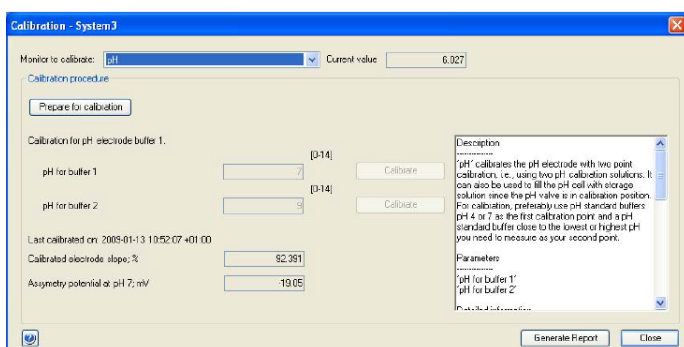 Calibration - System3
Monitor to calibrate: pH Current value 6.027
Calibration procedure
Prepare for calibration
Calibration for pH electrode buffer 1.
[0-14]
pH for buffer 1 7 Calibrate
[0-14]
pH for buffer 2 9 Calibrate
Last calibrated on: 2009-01-13 10:52:07 +01:00
Calibrated electrode slope; % 92.391
Assymetry potential at pH 7; mV -19.05
Description
---------------
'pH' calibrates the pH electrode with two point
calibration, i.e., using two pH calibration solutions. It
can also be used to fill the pH cell with storage
solution since the pH valve is in calibration position.
For calibration, preferably use pH standard buffers
pH 4 or 7 as the first calibration point and a pH
standard buffer close to the lowest or highest pH
you need to measure as your second point.
Parameters
---------------
'pH for buffer 1'
'pH for buffer 2'
Detailed information
Generate Report Close